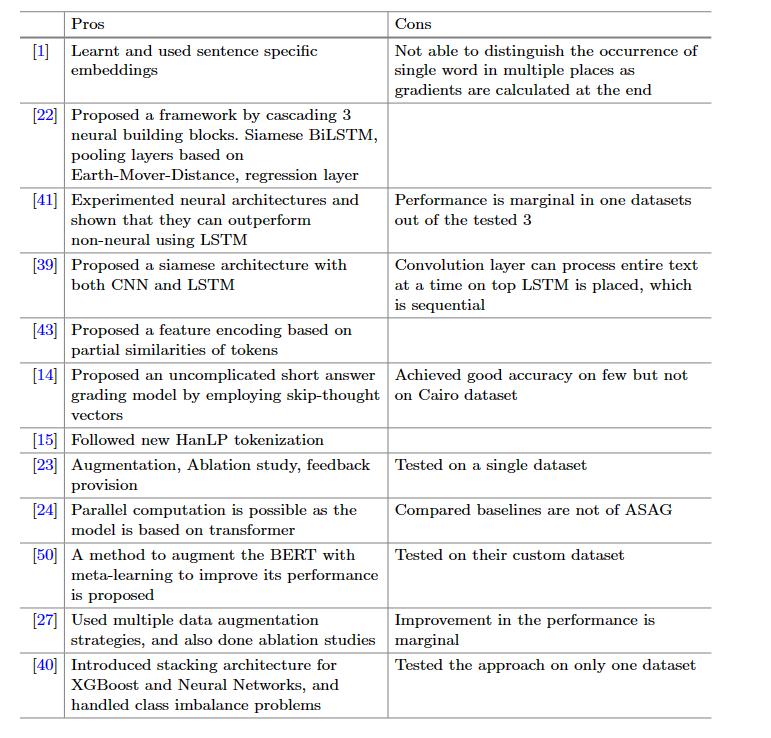 Pros Cons
[1] Learnt and used sentence specific Not able to distinguish the occurrence of
embeddings single word in multiple places as
gradients are calculated at the end
[22] Proposed a framework by cascading 3
neural building blocks. Siamese BiLSTM,
pooling layers based on
Earth-Mover-Distance, regression layer
[41] Experimented neural architectures and Performance is marginal in one datasets
shown that they can outperform out of the tested 3
non-neural using LSTM
[39] Proposed a siamese architecture with Convolution layer can process entire text
both CNN and LSTM at a time on top LSTM is placed, which
is sequential
[43] Proposed a feature encoding based on
partial similarities of tokens
[14] Proposed an uncomplicated short answer Achieved good accuracy on few but not
grading model by employing skip-thought on Cairo dataset
vectors
[15] Followed new HanLP tokenization
[23] Augmentation, Ablation study, feedback Tested on a single dataset
provision
[24] Parallel computation is possible as the Compared baselines are not of ASAG
model is based on transformer
[50] A method to augment the BERT with Tested on their custom dataset
meta-learning to improve its performance
is proposed
[27] Used multiple data augmentation Improvement in the performance is
strategies, and also done ablation studies marginal
[40] Introduced stacking architecture for Tested the approach on only one dataset
XGBoost and Neural Networks, and
handled class imbalance problems